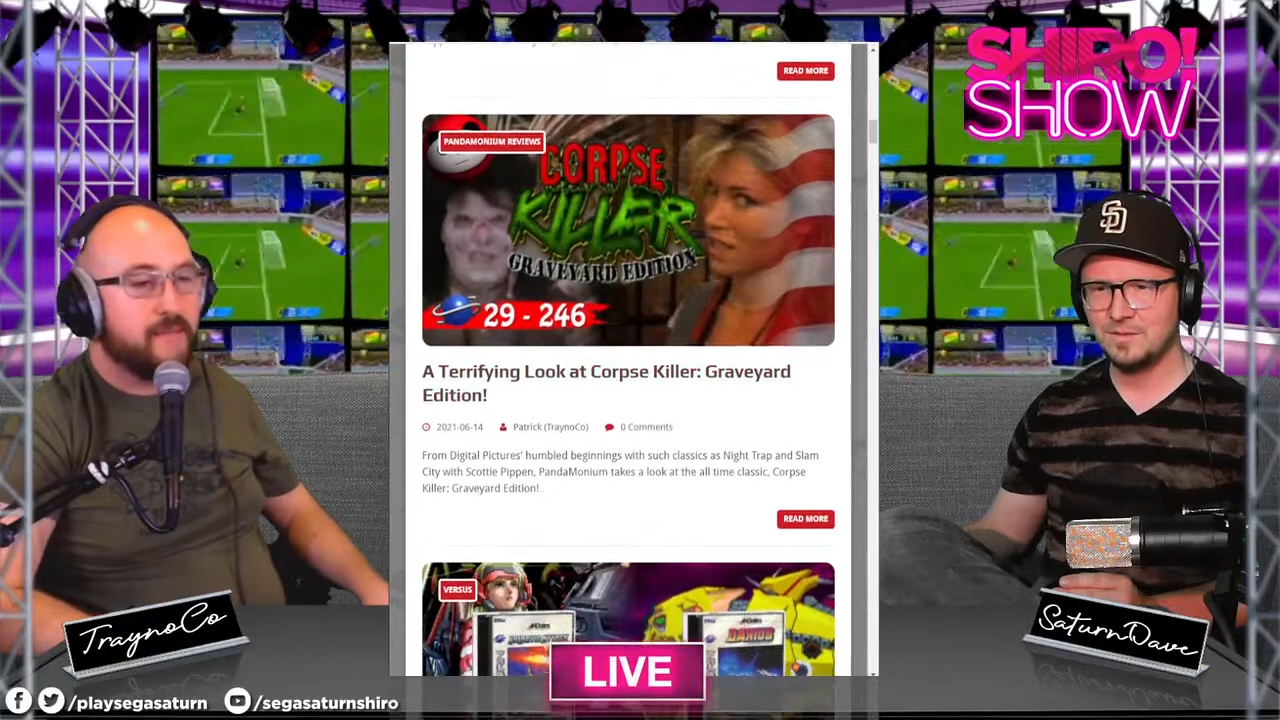 SHIRO!
SHOW
READ MORE
PANDAMONIUM REVIEWS
CORPSE
KILLER
GRAVEYARD EDITION
29 - 246
A Terrifying Look at Corpse Killer: Graveyard
Edition!
2021-06-14 Patrick (TraynoCo) 0 Comments
From Digital Pictures' humbled beginnings with such classics as Night Trap and Slam
City with Scottie Pippen, PandaMonium takes a look at the all time classic, Corpse
Killer: Graveyard Edition!..
READ MORE
VERSUS
SD
TraynoCo
SaturnDave
LIVE
/playsegasaturn
/segasaturnshiro